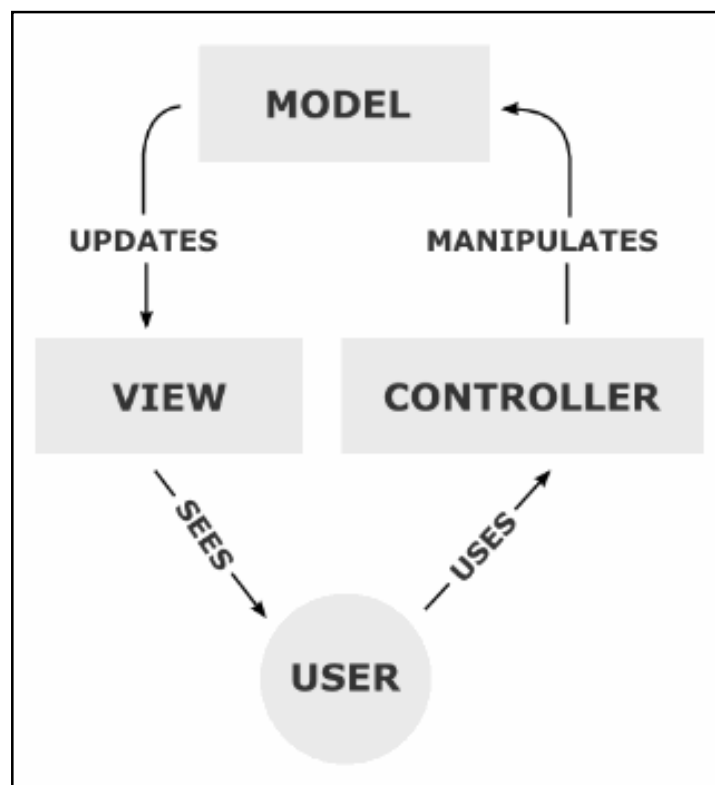 MODEL
UPDATES
MANIPULATES
VIEW
CONTROLLER
SEES
USES
USER